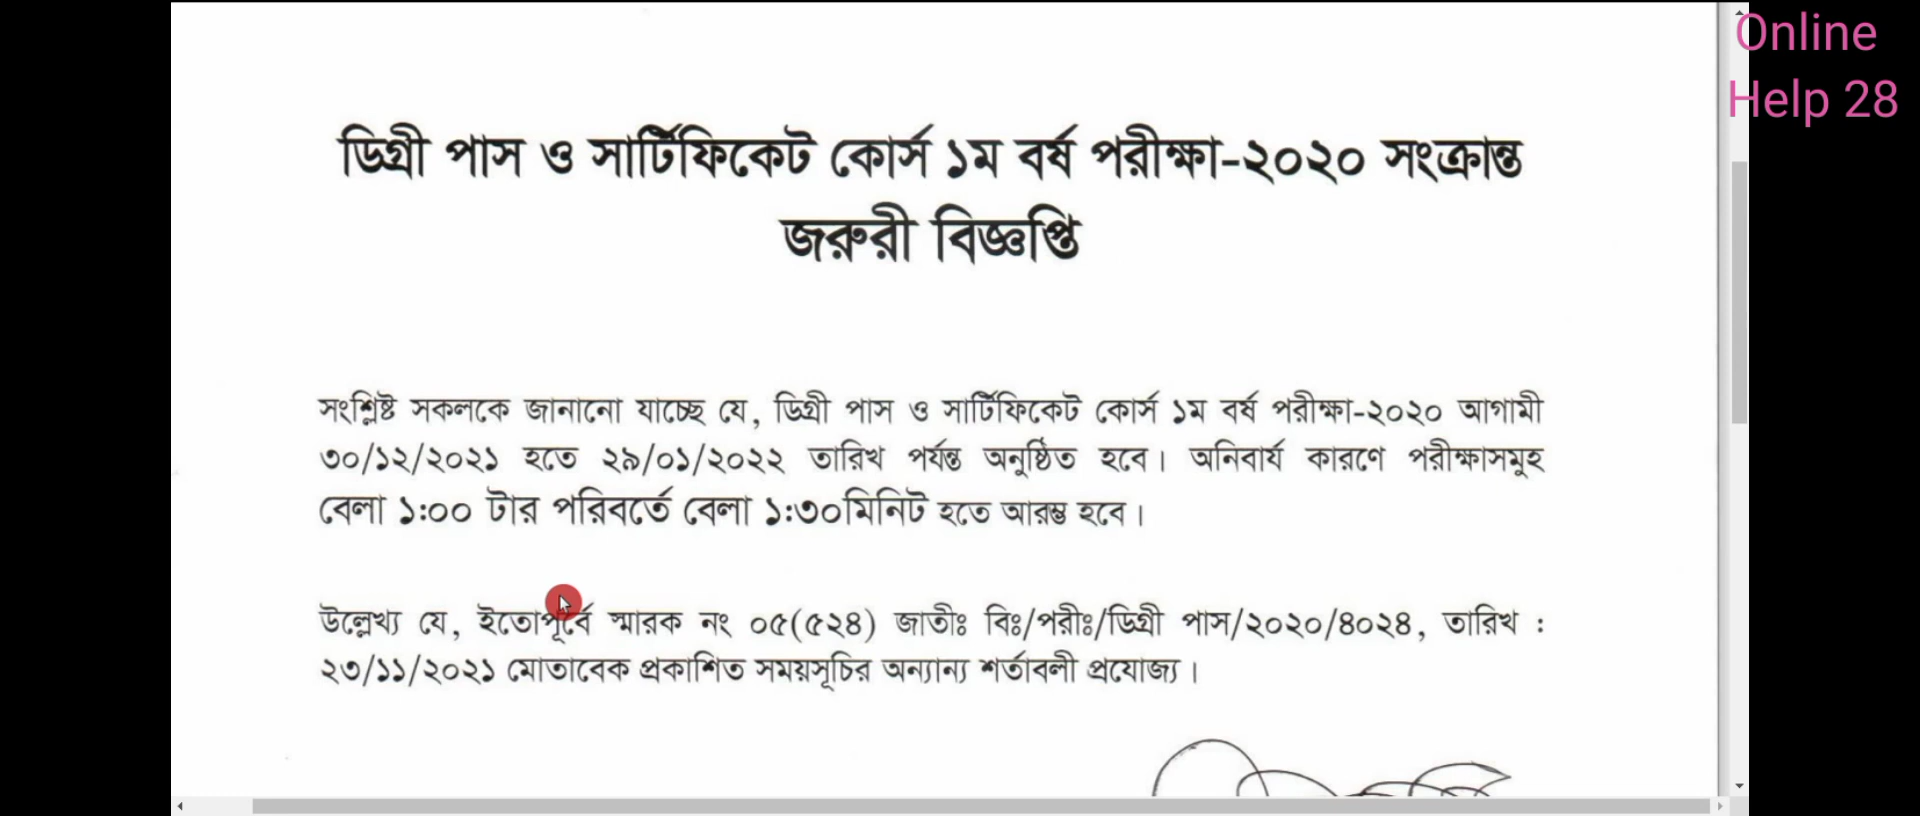 ডিগ্রী পাস ও সার্টিফিকেট কোর্স ১ম বর্ষ পরীক্ষা-২০২০ সংক্রান্ত
জরুরী বিজ্ঞপ্তি
সংশ্লিষ্ট সকলকে জানানো যাচ্ছে যে, ডিগ্রী পাস ও সার্টিফিকেট কোর্স ১ম বর্ষ পরীক্ষা-২০২০ আগামী
৩০/১২/২০২১ হতে ২৯/০১/২০২২ তারিখ পর্যন্ত অনুষ্ঠিত হবে। অনিবার্য কারণে পরীক্ষাসমুহ
বেলা ১:০০ টার পরিবর্তে বেলা ১:৩০মিনিট হতে আরম্ভ হবে।
উল্লেখ্য যে, ইতোপূর্বে স্মারক নং ০৫(৫২৪) জাতীঃ বিঃ/পরীঃ/ডিগ্রী পাস/২০২০/৪০২৪, তারিখ :
২৩/১১/২০২১ মোতাবেক প্রকাশিত সময়সূচির অন্যান্য শর্তাবলী প্রযোজ্য।
Online
Help 28